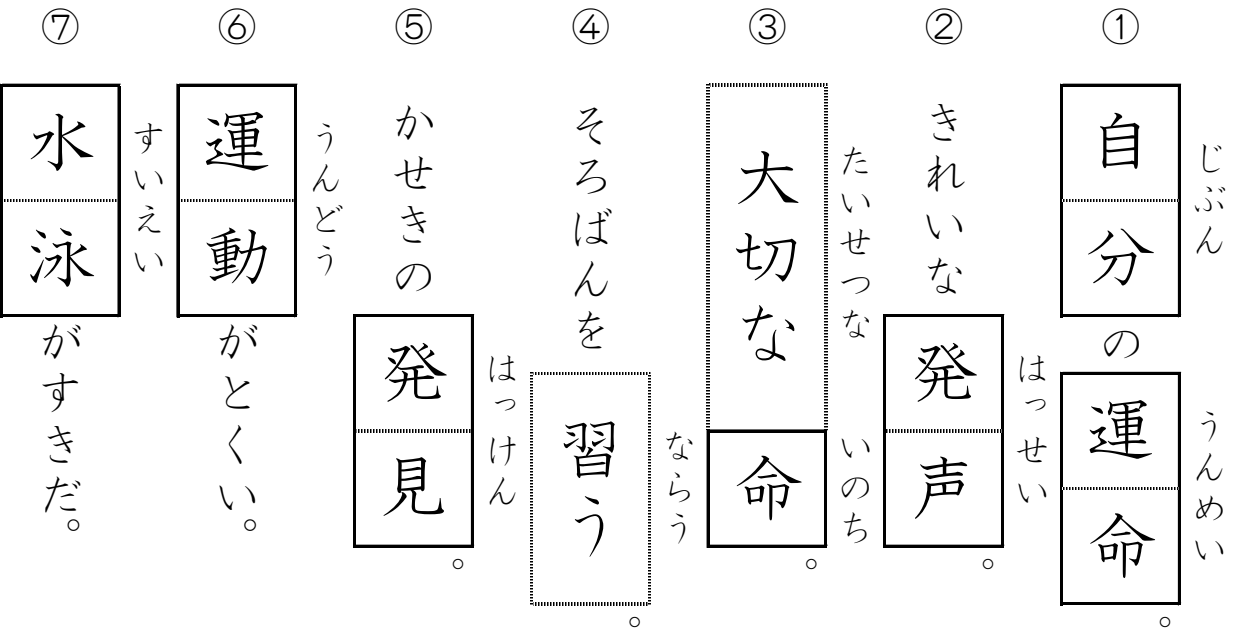 ①
自分の運命。
じぶん
うんめい
②
きれいな発声。
はっせい
③
大切な命。
たいせつな
いのち
④
そろばんを習う。
ならう
⑤
かせきの発見。
はっけん
⑥
運動がとくい。
うんどう
⑦
水泳がすきだ。
すいえい